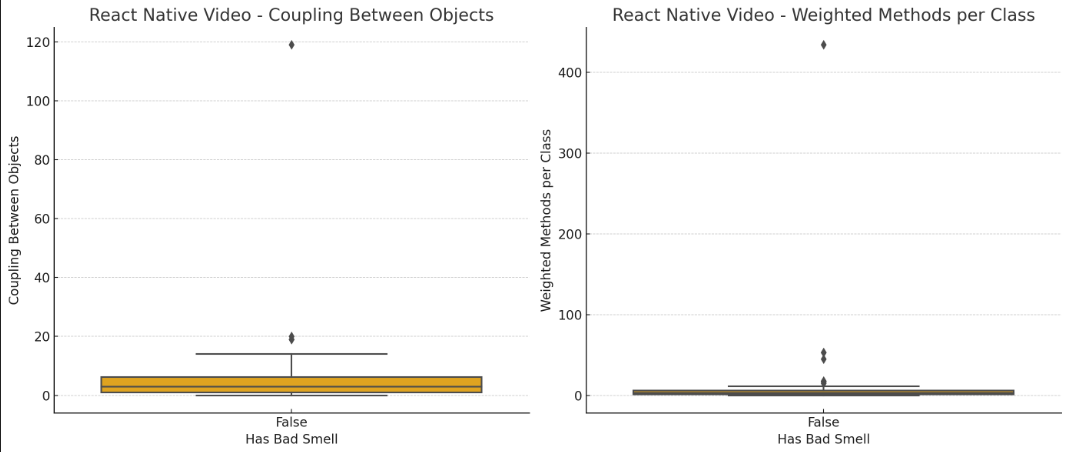 React Native Video - Coupling Between Objects
120
100
80
60
40
20
0
Coupling Between Objects
False
Has Bad Smell
React Native Video - Weighted Methods per Class
400
300
200
100
0
Weighted Methods per Class
False
Has Bad Smell